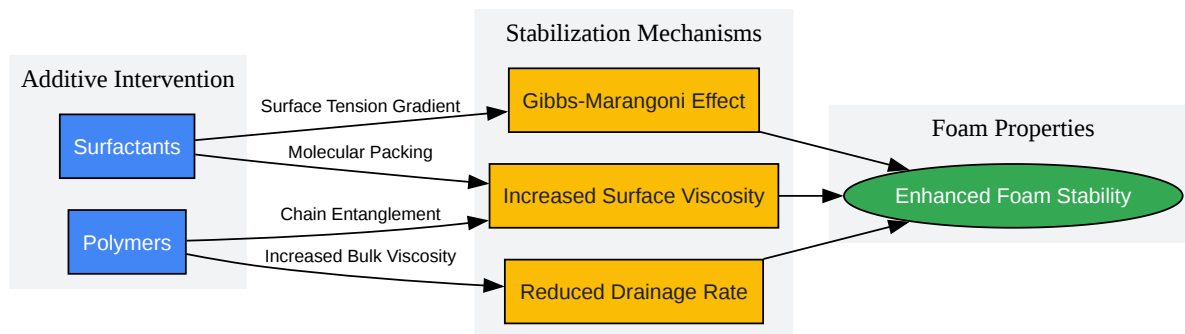 Additive Intervention
Surfactants
Polymers
Surface Tension Gradient
Molecular Packing
Chain Entanglement
Increased Bulk Viscosity
Stabilization Mechanisms
Gibbs-Marangoni Effect
Increased Surface Viscosity
Reduced Drainage Rate
Foam Properties
Enhanced Foam Stability